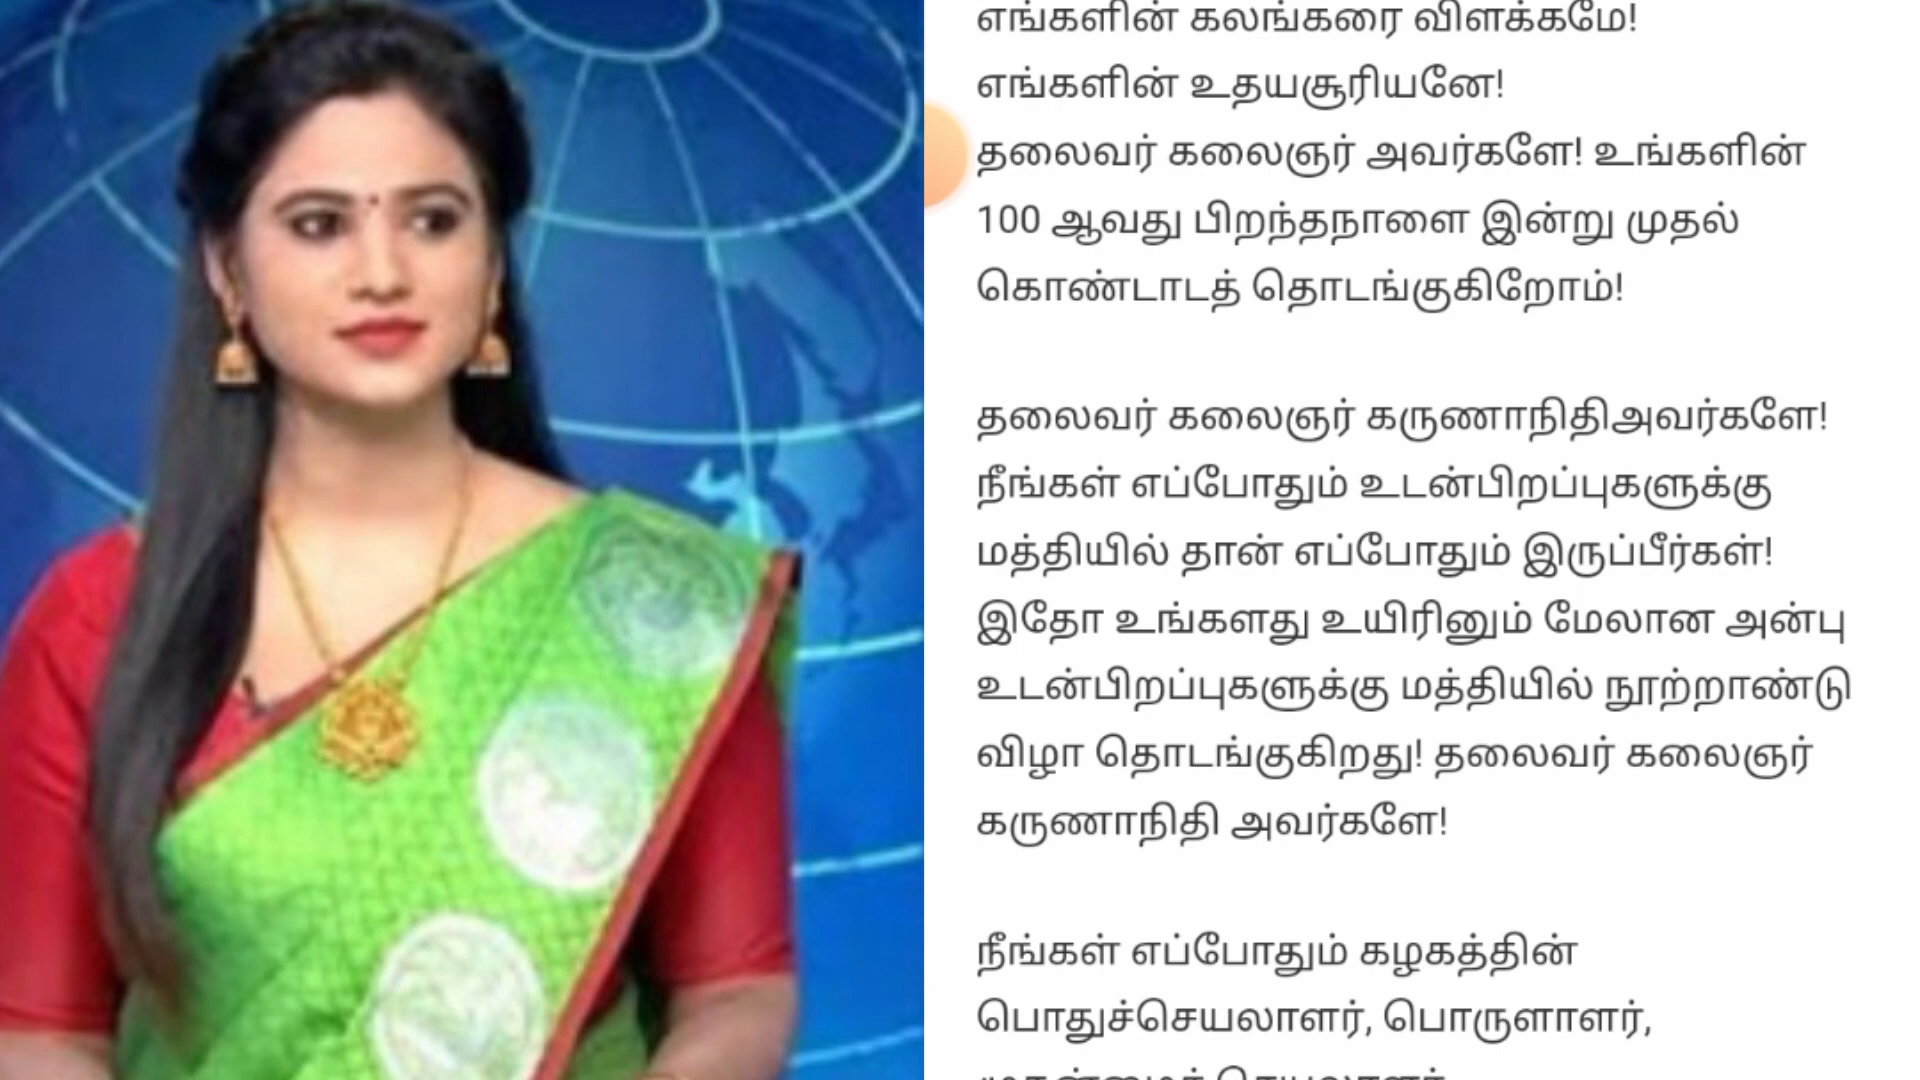 எங்களின் கலங்கரை விளக்கமே!
எங்களின் உதயசூரியனே!
தலைவர் கலைஞர் அவர்களே! உங்களின்
100 ஆவது பிறந்தநாளை இன்று முதல்
கொண்டாடத் தொடங்குகிறோம்!
தலைவர் கலைஞர் கருணாநிதிஅவர்களே!
நீங்கள் எப்போதும் உடன்பிறப்புகளுக்கு
மத்தியில் தான் எப்போதும் இருப்பீர்கள்!
இதோ உங்களது உயிரினும் மேலான அன்பு
உடன்பிறப்புகளுக்கு மத்தியில் நூற்றாண்டு
விழா தொடங்குகிறது! தலைவர் கலைஞர்
கருணாநிதி அவர்களே!
நீங்கள் எப்போதும் கழகத்தின்
பொதுச்செயலாளர், பொருளாளர்,